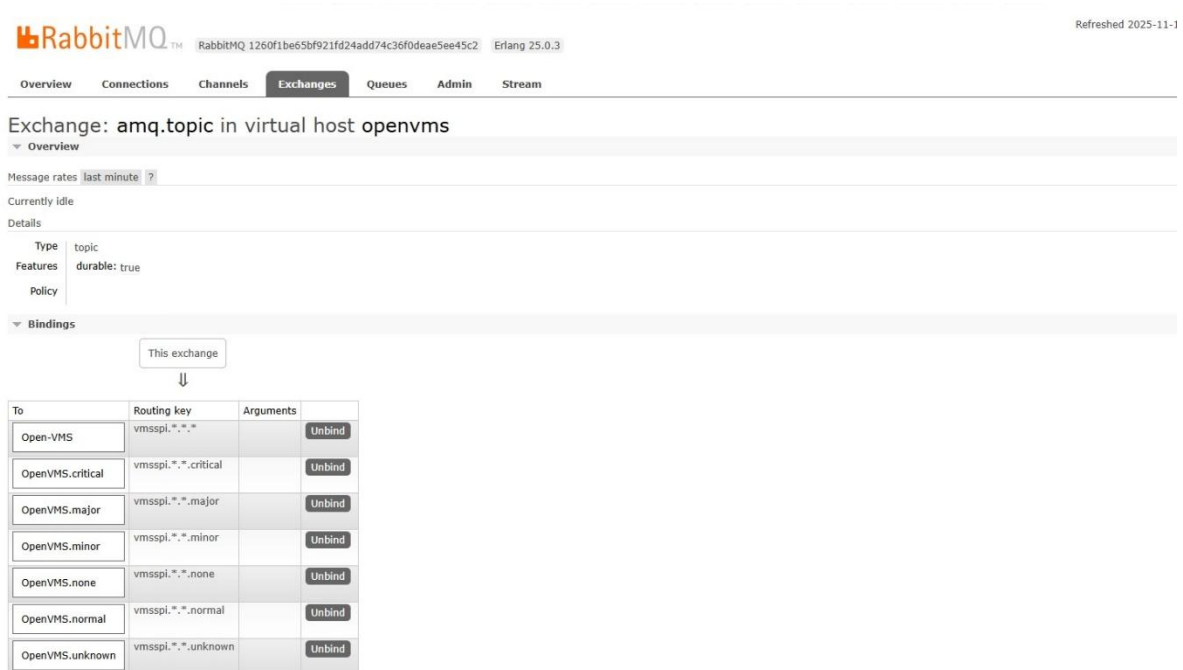 Refreshed 2025-11-1
RabbitMQ TM RabbitMQ 1260f1be65bf921fd24add74c36f0deae5ee45c2 Erlang 25.0.3
Overview Connections Channels Exchanges Queues Admin Stream
Exchange: amq.topic in virtual host openvms
Overview
Message rates last minute ?
Currently idle
Details
Type topic
Features durable: true
Policy
Bindings
This exchange
⇓
To Routing key Arguments
Open-VMS vmsspi.*.*.* Unbind
OpenVMS.critical vmsspi.*.*.critical Unbind
OpenVMS.major vmsspi.*.*.major Unbind
OpenVMS.minor vmsspi.*.*.minor Unbind
OpenVMS.none vmsspi.*.*.none Unbind
OpenVMS.normal vmsspi.*.*.normal Unbind
OpenVMS.unknown vmsspi.*.*.unknown Unbind